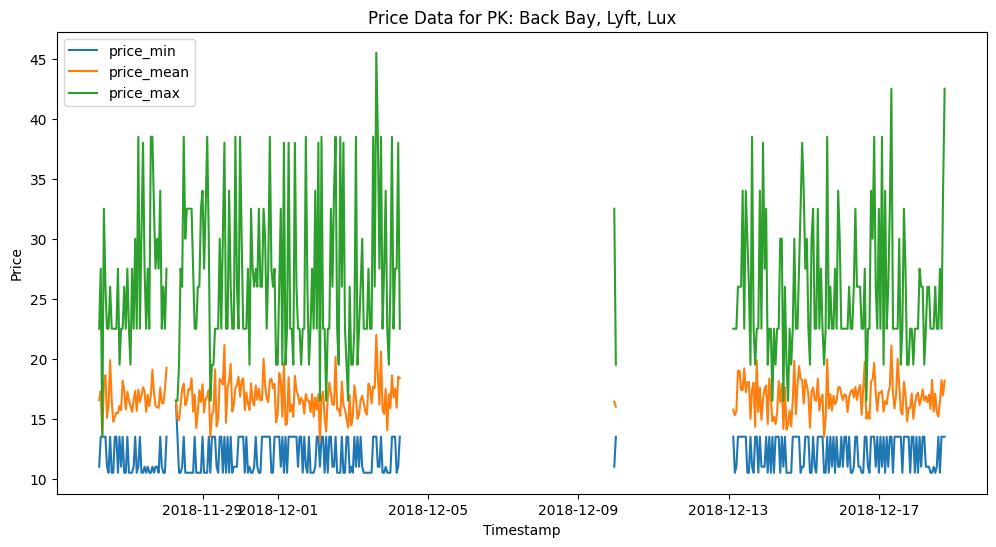 Price Data for PK: Back Bay, Lyft, Lux
price_min
price_mean
price_max
Price
45
40
35
30
25
20
15
10
2018-11-29
2018-12-01
2018-12-05
2018-12-09
2018-12-13
2018-12-17
Timestamp